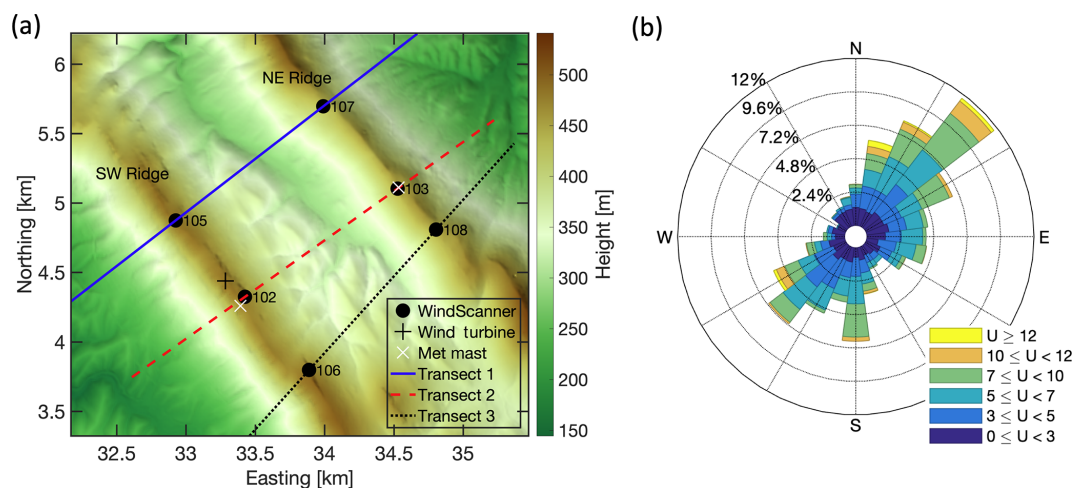 (a)
(b)
6
5.5
5
4.5
4
3.5
Northing [km]
32.5
33
33.5
34
34.5
35
Easting [km]
NE Ridge
SW Ridge
107
105
103
108
102
106
WindScanner
Wind turbine
Met mast
Transect 1
Transect 2
Transect 3
500
450
400
350
300
250
200
150
Height [m]
N
12%
9.6%
7.2%
4.8%
2.4%
W
E
S
U ≥ 12
10 ≤ U < 12
7 ≤ U < 10
5 ≤ U < 7
3 ≤ U < 5
0 ≤ U < 3